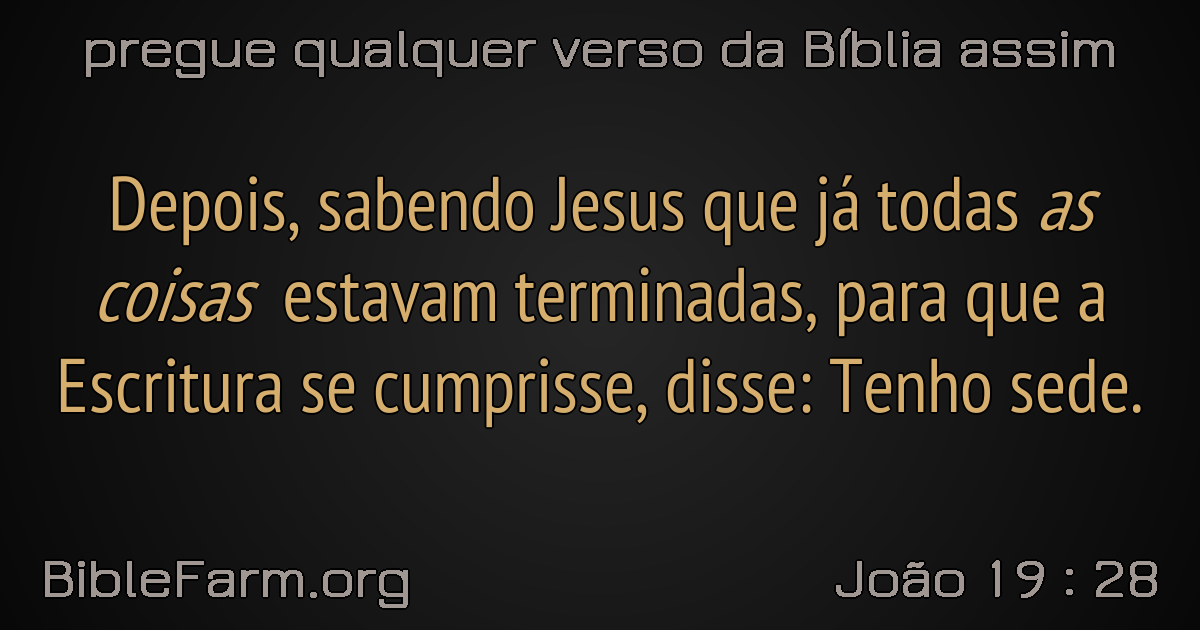 pregue qualquer verso da Bíblia assim
Depois, sabendo Jesus que já todas as
coisas estavam terminadas, para que a
Escritura se cumprisse, disse: Tenho sede.
BibleFarm.org
João 19 : 28